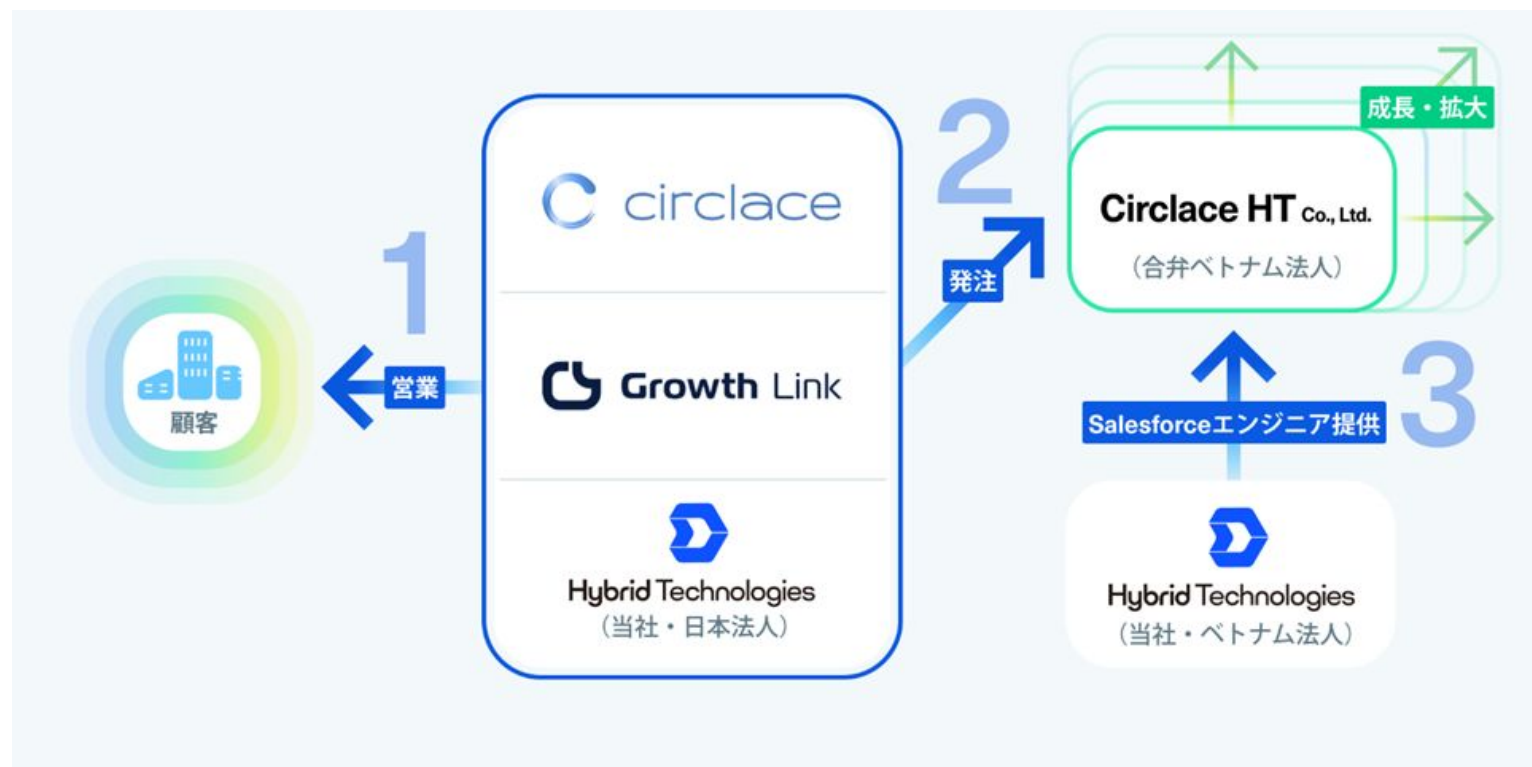 1
営業
顧客
circlace
Growth Link
Hybrid Technologies
（当社・日本法人）
2
発注
成長・拡大
Circlace HT Co., Ltd.
（合弁ベトナム法人）
3
Salesforceエンジニア提供
Hybrid Technologies
（当社・ベトナム法人）